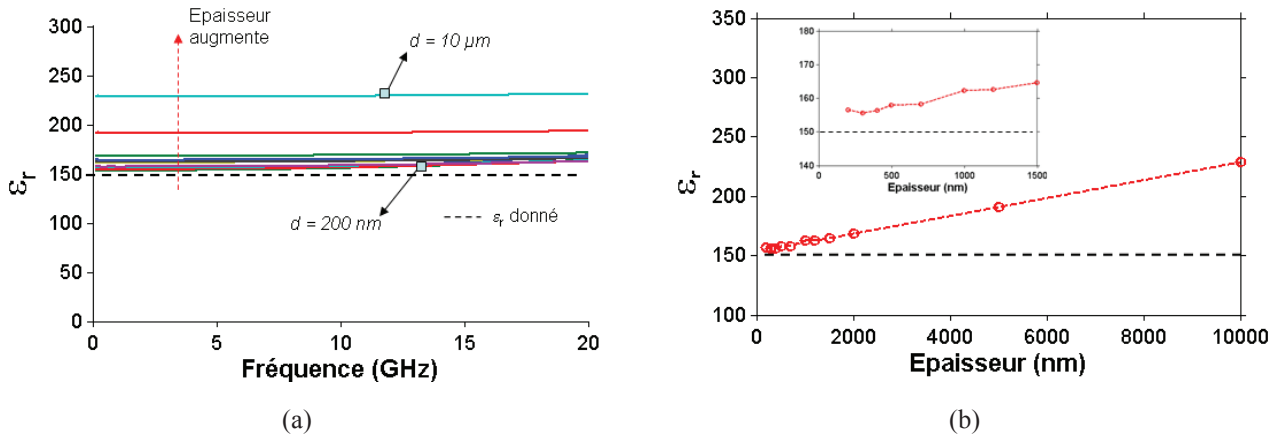 300
250
200
150
100
50
0
εr
Epaisseur
augmente
d = 10 µm
d = 200 nm
εr donné
0
5
10
15
20
Fréquence (GHz)
(a)
350
300
250
200
150
100
εr
180
170
160
150
140
0
500
1000
1500
Epaisseur (nm)
0
2000
4000
6000
8000
10000
Epaisseur (nm)
(b)